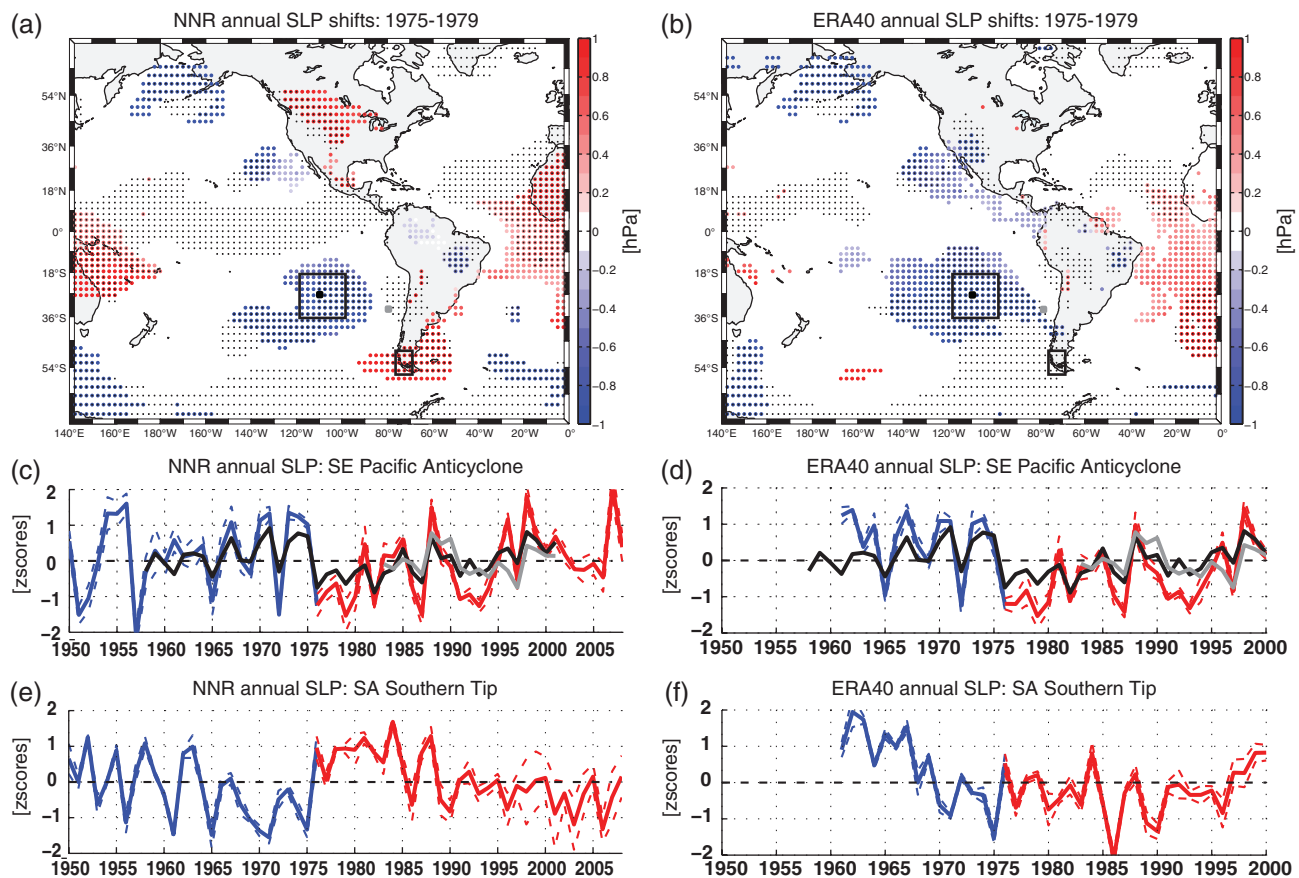 (a) NNR annual SLP shifts: 1975-1979
54°N
36°N
18°N
0°
18°S
36°S
54°S
140°E 160°E 180°W 160°W 140°W 120°W 100°W 80°W 60°W 40°W 20°W 0°
1
0.8
0.6
0.4
0.2
0
−0.2
−0.4
−0.6
−0.8
−1
[hPa]
(b) ERA40 annual SLP shifts: 1975-1979
54°N
36°N
18°N
0°
18°S
36°S
54°S
140°E 160°E 180°W 160°W 140°W 120°W 100°W 80°W 60°W 40°W 20°W 0°
1
0.8
0.6
0.4
0.2
0
−0.2
−0.4
−0.6
−0.8
−1
[hPa]
(c) NNR annual SLP: SE Pacific Anticyclone
[zscores]
2
1
0
−1
−2
1950 1955 1960 1965 1970 1975 1980 1985 1990 1995 2000 2005
(d) ERA40 annual SLP: SE Pacific Anticyclone
[zscores]
2
1
0
−1
−2
1950 1955 1960 1965 1970 1975 1980 1985 1990 1995 2000
(e) NNR annual SLP: SA Southern Tip
[zscores]
2
1
0
−1
−2
1950 1955 1960 1965 1970 1975 1980 1985 1990 1995 2000 2005
(f) ERA40 annual SLP: SA Southern Tip
[zscores]
2
1
0
−1
−2
1950 1955 1960 1965 1970 1975 1980 1985 1990 1995 2000